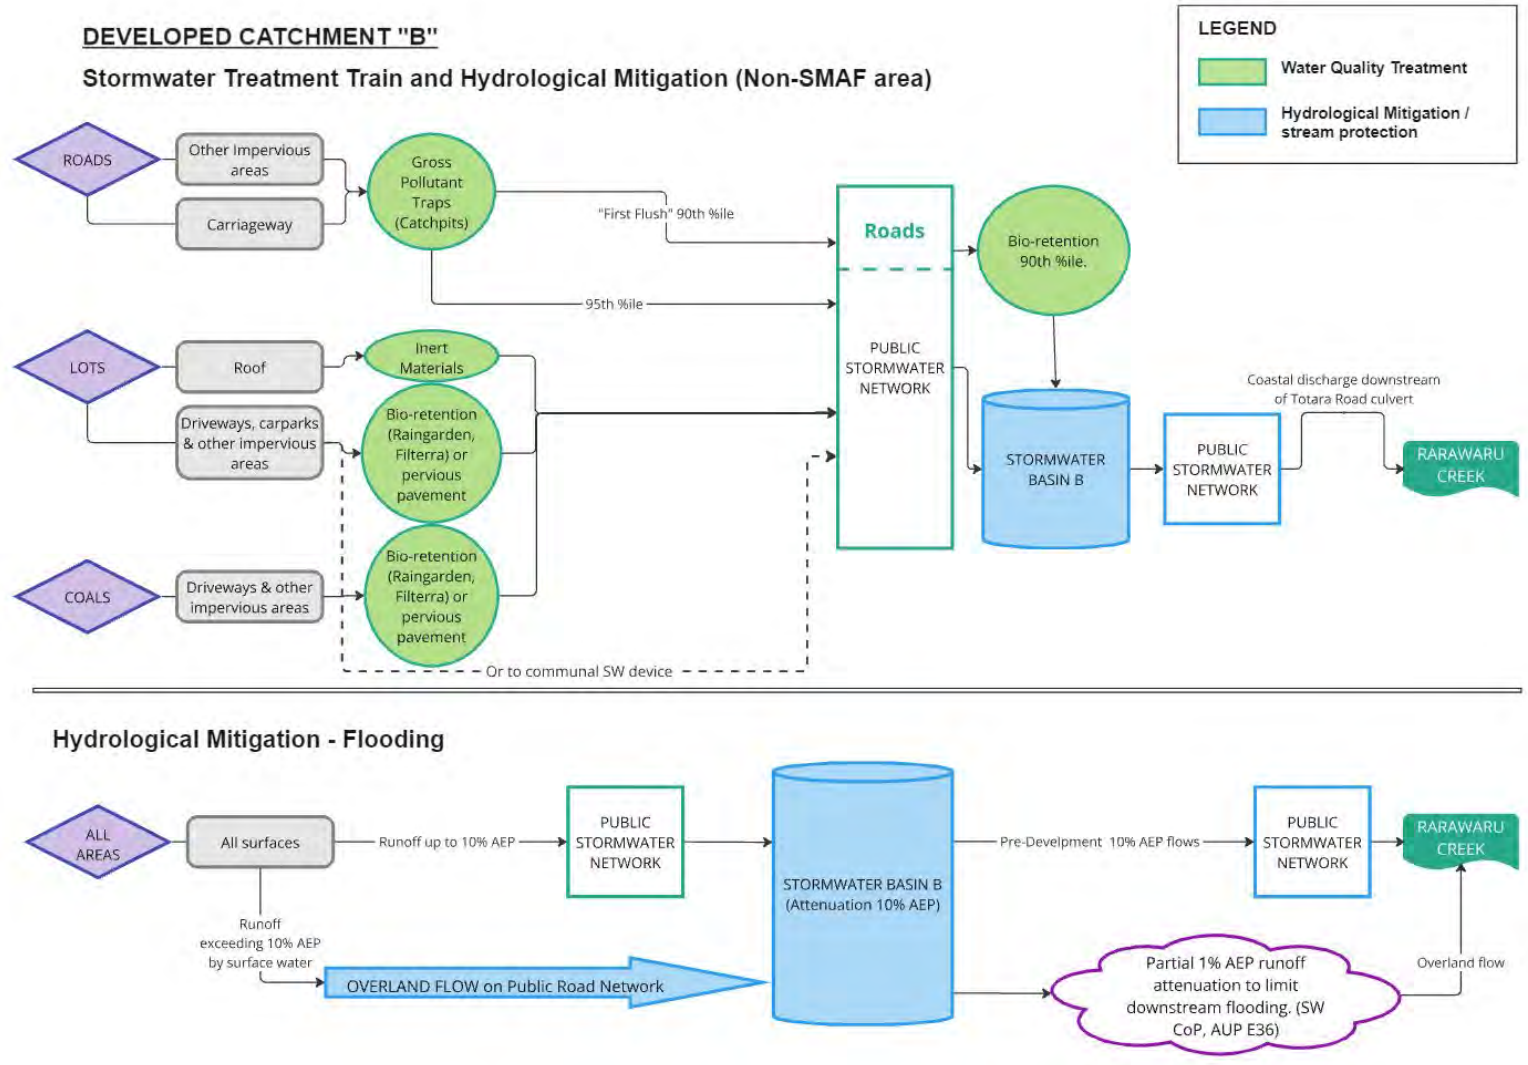 DEVELOPED CATCHMENT "B"
Stormwater Treatment Train and Hydrological Mitigation (Non-SMAF area)
LEGEND
Water Quality Treatment
Hydrological Mitigation /
stream protection
ROADS
Other Impervious
areas
Carriageway
Gross
Pollutant
Traps
(Catchpits)
"First Flush" 90th %ile
95th %ile
Roads
PUBLIC
STORMWATER
NETWORK
Bio-retention
90th %ile.
LOTS
Roof
Inert
Materials
Driveways, carparks
& other impervious
areas
Bio-retention
(Raingarden,
Filterra) or
pervious
pavement
STORMWATER
BASIN B
PUBLIC
STORMWATER
NETWORK
Coastal discharge downstream
of Totara Road culvert
RARAWARU
CREEK
COALS
Driveways & other
impervious areas
Bio-retention
(Raingarden,
Filterra) or
pervious
pavement
Or to communal SW device
Hydrological Mitigation - Flooding
ALL
AREAS
All surfaces
Runoff up to 10% AEP
PUBLIC
STORMWATER
NETWORK
STORMWATER BASIN B
(Attenuation 10% AEP)
Pre-Develpment 10% AEP flows
PUBLIC
STORMWATER
NETWORK
RARAWARU
CREEK
Runoff
exceeding 10% AEP
by surface water
OVERLAND FLOW on Public Road Network
Partial 1% AEP runoff
attenuation to limit
downstream flooding. (SW
CoP, AUP E36)
Overland flow